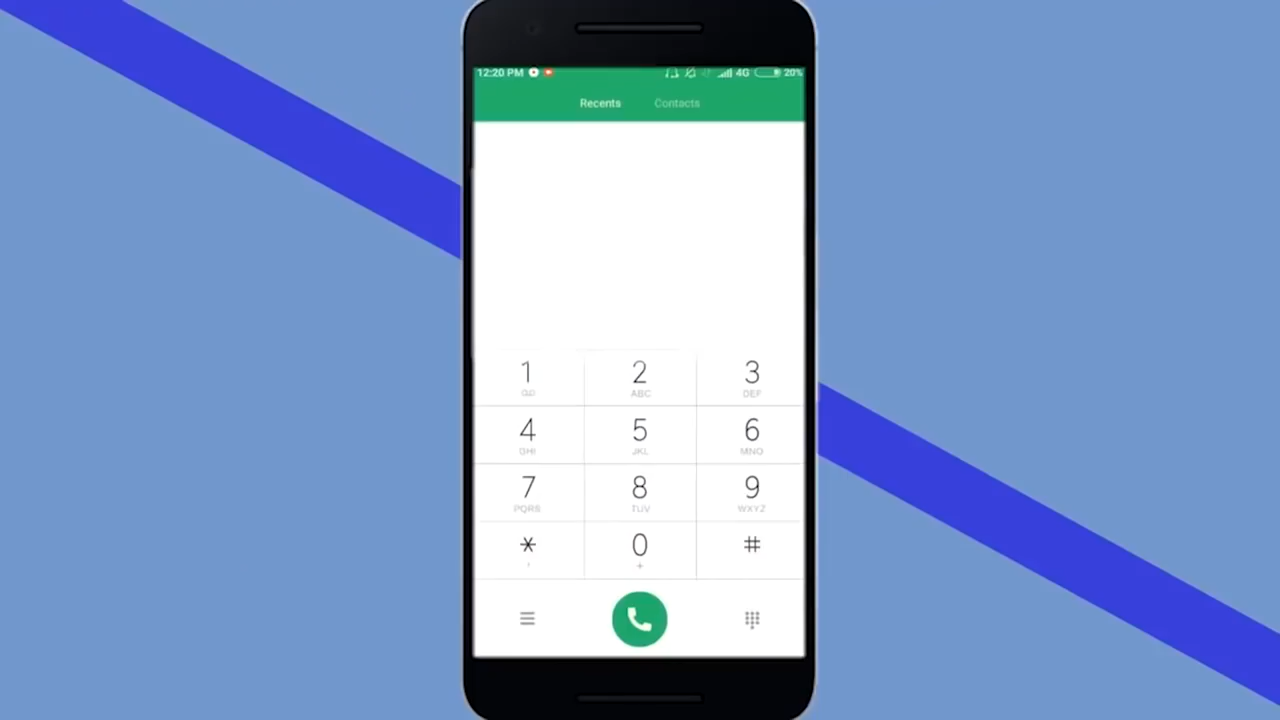 12:20 PM 4G 20%
Recents Contacts
1 2 3
ABC DEF
4 5 6
GHI JKL MNO
7 8 9
PQRS TUV WXYZ
* 0 #
+